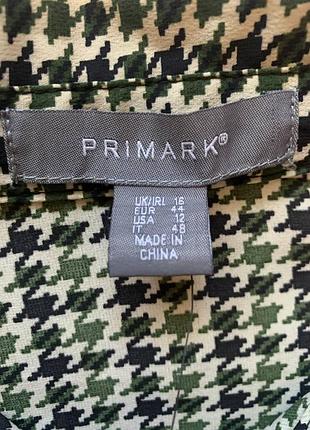 PRIMARK®
UK/IRL 16
EUR 44
USA 12
IT 48
MADE IN
CHINA